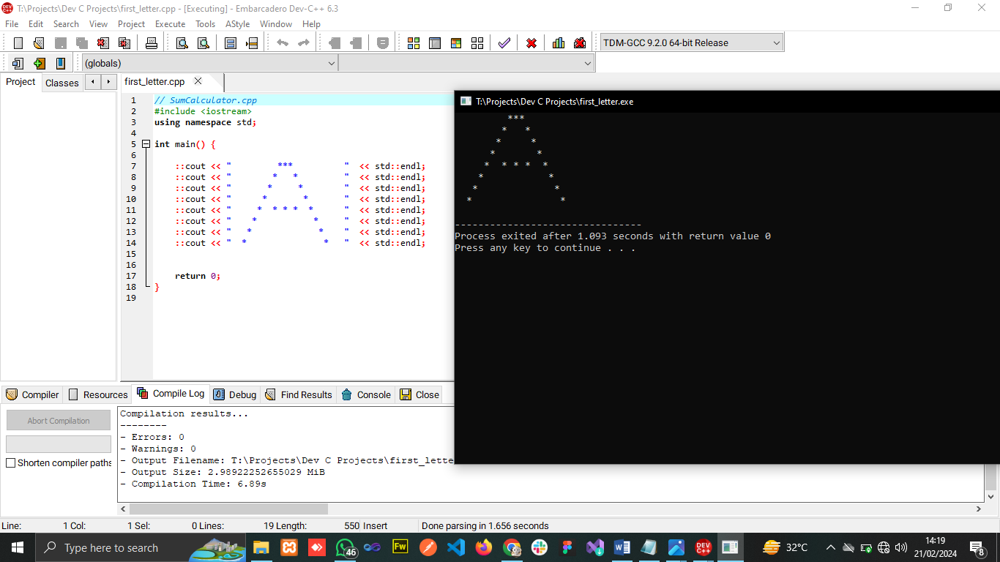 T:\Projects\Dev C Projects\first_letter.cpp - [Executing] - Embarcadero Dev-C++ 6.3
File Edit Search View Project Execute Tools AStyle Window Help
TDM-GCC 9.2.0 64-bit Release
(globals)
Project Classes
first_letter.cpp
1 // SumCalculator.cpp
2 #include <iostream>
3 using namespace std;
4
5 int main() {
6
7     ::cout << "         ***          "  << std::endl;
8     ::cout << "        *   *         "  << std::endl;
9     ::cout << "       *     *        "  << std::endl;
10     ::cout << "      *       *       "  << std::endl;
11     ::cout << "     *  * * *  *      "  << std::endl;
12     ::cout << "    *            *     "  << std::endl;
13     ::cout << "   *              *    "  << std::endl;
14     ::cout << "  *                *   "  << std::endl;
15
16
17     return 0;
18 }
19
T:\Projects\Dev C Projects\first_letter.exe
         ***
        *   *
       *     *
      *       *
     *  * * *  *
    *           *
   *             *
  *               *
--------------------------------
Process exited after 1.093 seconds with return value 0
Press any key to continue . . .
Compiler Resources Compile Log Debug Find Results Console Close
Abort Compilation
Shorten compiler paths
Compilation results...
--------
- Errors: 0
- Warnings: 0
- Output Filename: T:\Projects\Dev C Projects\first_lette
- Output Size: 2.98922252655029 MiB
- Compilation Time: 6.89s
Line: 1 Col: 1 Sel: 0 Lines: 19 Length: 550 Insert Done parsing in 1.656 seconds
Type here to search
46
Fw
DEV C++
32°C
14:19
21/02/2024
8